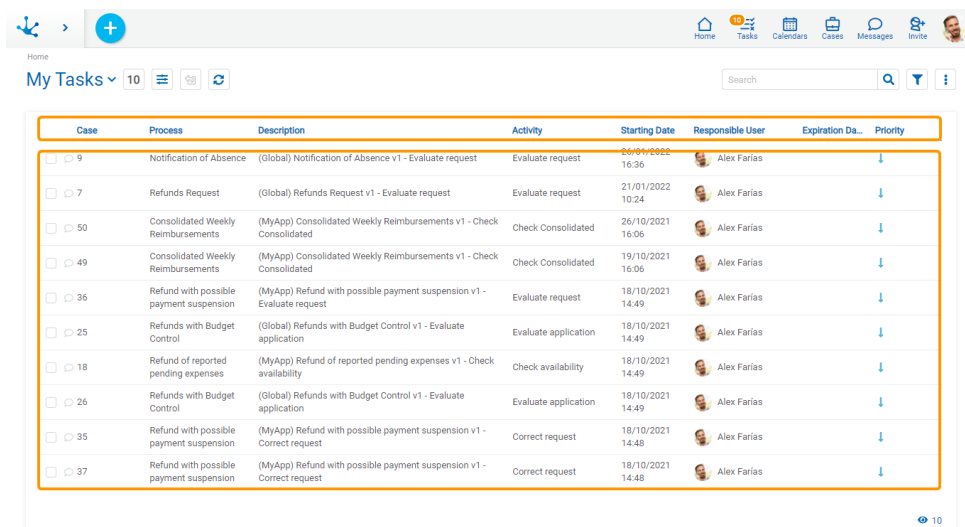 10
Home
Tasks
Calendars
Cases
Messages
Invite
Home
My Tasks 10
Search
Case Process Description Activity Starting Date Responsible User Expiration Da... Priority
9 Notification of Absence (Global) Notification of Absence v1 - Evaluate request Evaluate request 26/01/2022
16:36 Alex Farías
7 Refunds Request (Global) Refunds Request v1 - Evaluate request Evaluate request 21/01/2022
10:24 Alex Farías
50 Consolidated Weekly
Reimbursements (MyApp) Consolidated Weekly Reimbursements v1 - Check
Consolidated Check Consolidated 26/10/2021
16:06 Alex Farías
49 Consolidated Weekly
Reimbursements (MyApp) Consolidated Weekly Reimbursements v1 - Check
Consolidated Check Consolidated 19/10/2021
16:06 Alex Farías
36 Refund with possible
payment suspension (MyApp) Refund with possible payment suspension v1 -
Evaluate request Evaluate request 18/10/2021
14:49 Alex Farías
25 Refunds with Budget
Control (Global) Refunds with Budget Control v1 - Evaluate
application Evaluate application 18/10/2021
14:49 Alex Farías
18 Refund of reported
pending expenses (MyApp) Refund of reported pending expenses v1 - Check
availability Check availability 18/10/2021
14:49 Alex Farías
26 Refunds with Budget
Control (Global) Refunds with Budget Control v1 - Evaluate
application Evaluate application 18/10/2021
14:49 Alex Farías
35 Refund with possible
payment suspension (MyApp) Refund with possible payment suspension v1 -
Correct request Correct request 18/10/2021
14:48 Alex Farías
37 Refund with possible
payment suspension (MyApp) Refund with possible payment suspension v1 -
Correct request Correct request 18/10/2021
14:48 Alex Farías
10